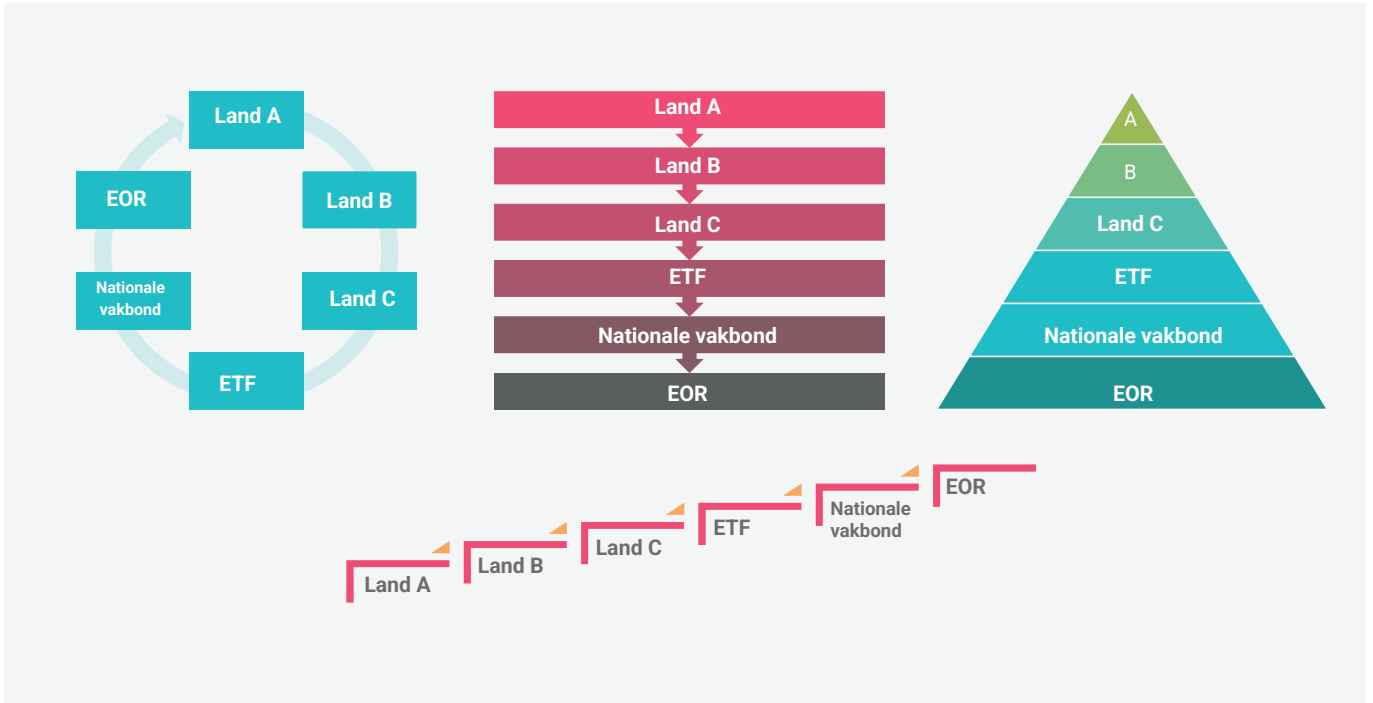 Land A
Land B
Land C
ETF
Nationale
vakbond
EOR
Land A
Land B
Land C
ETF
Nationale vakbond
EOR
A
B
Land C
ETF
Nationale vakbond
EOR
Land A
Land B
Land C
ETF
Nationale
vakbond
EOR